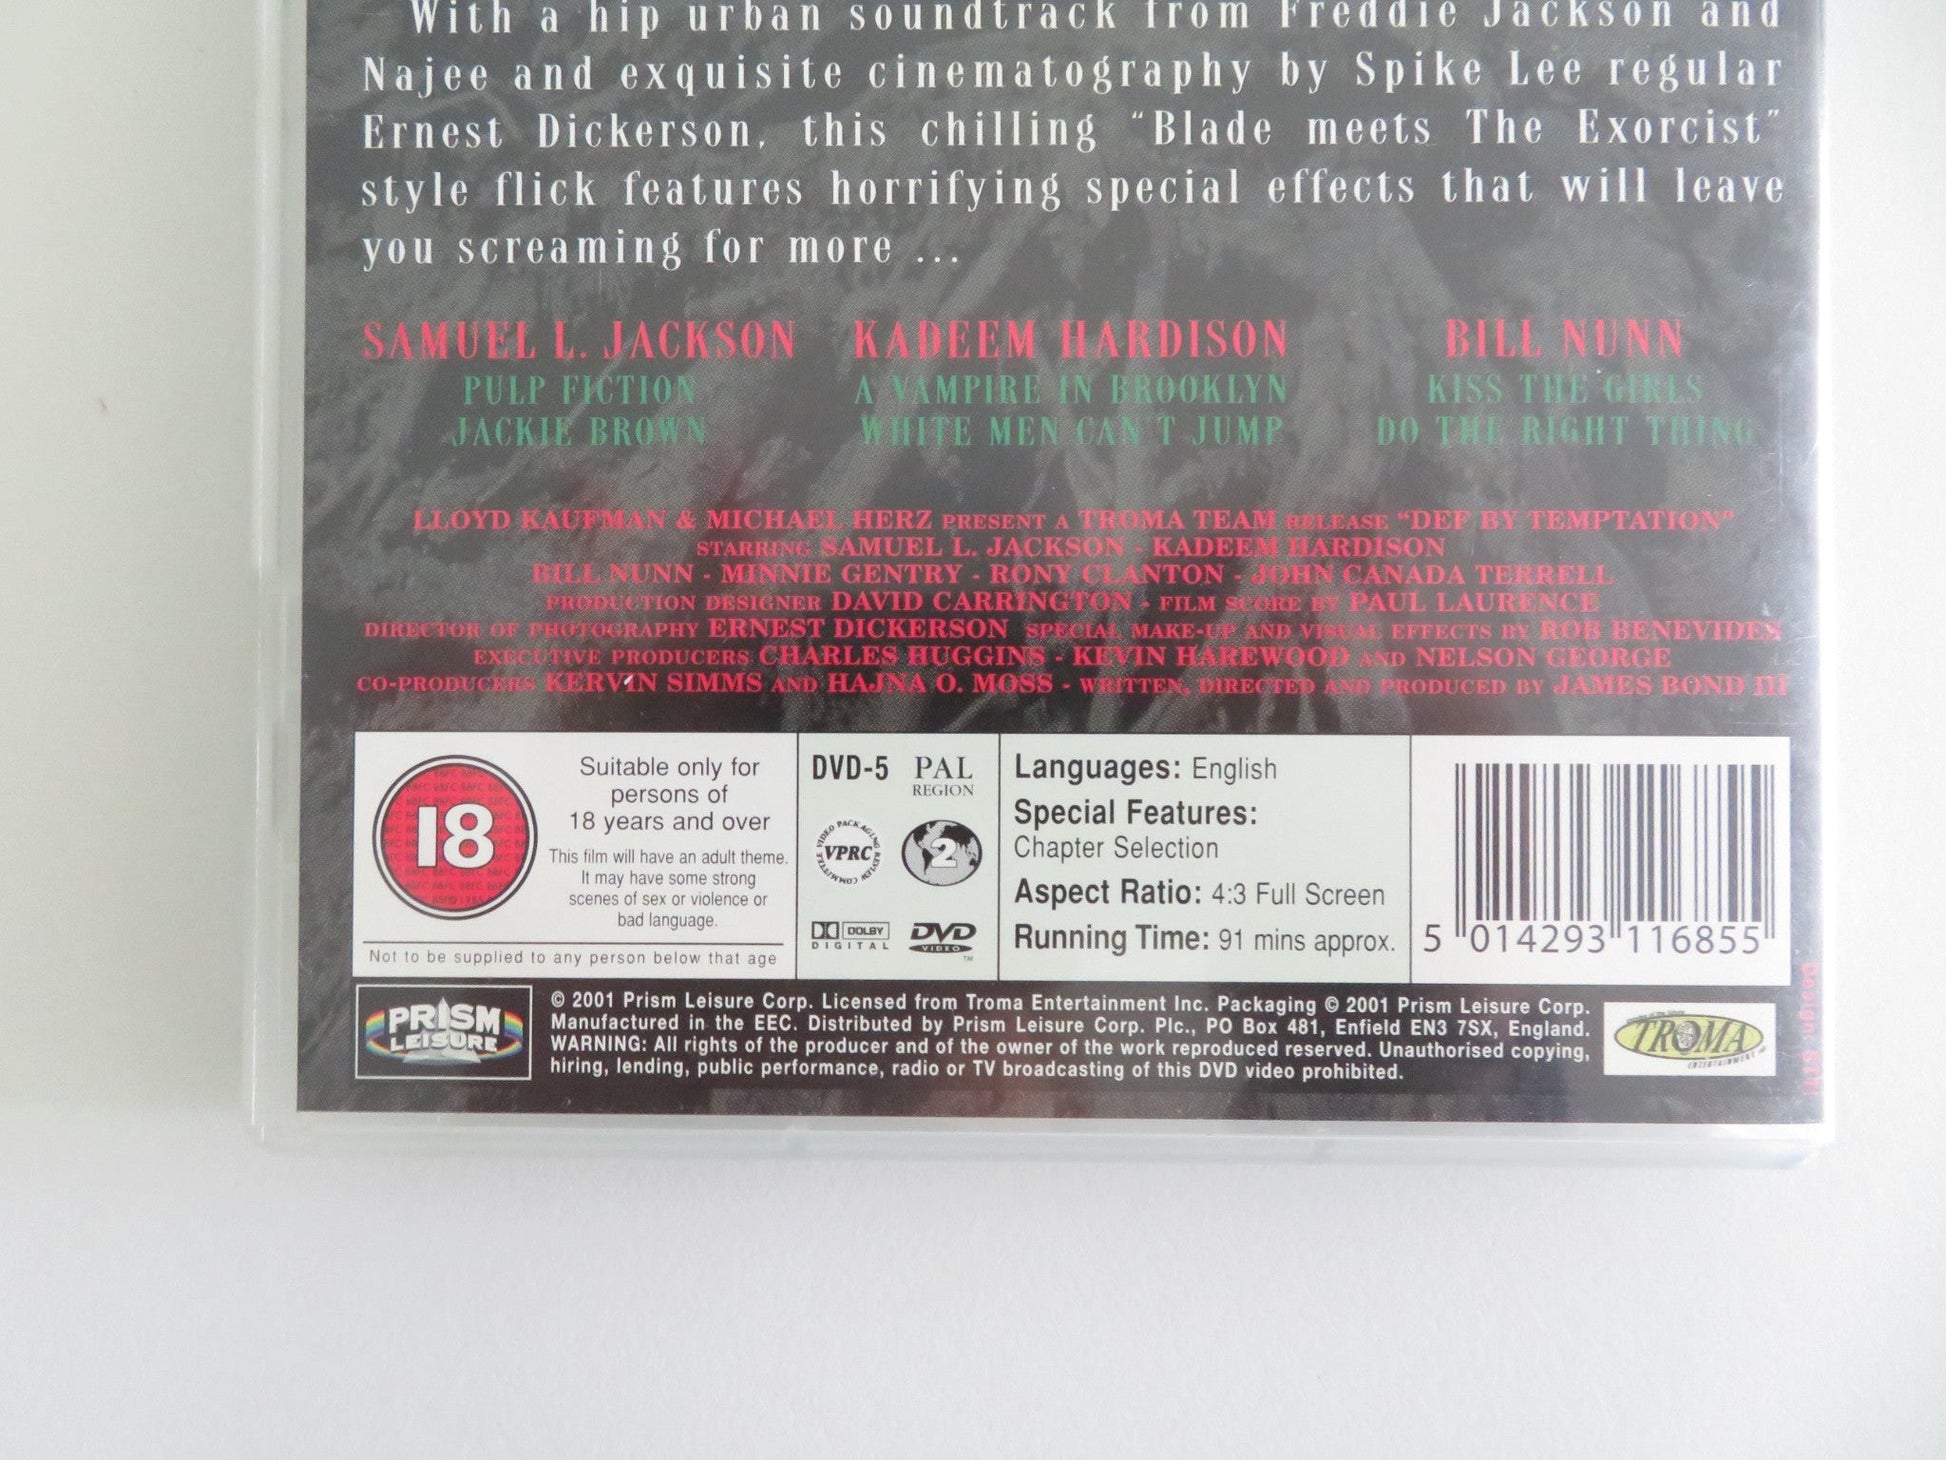 With a hip urban soundtrack from Freddie Jackson and
Najee and exquisite cinematography by Spike Lee regular
Ernest Dickerson, this chilling "Blade meets The Exorcist"
style flick features horrifying special effects that will leave
you screaming for more ...
SAMUEL L. JACKSON
PULP FICTION
JACKIE BROWN
KADEEM HARDISON
A VAMPIRE IN BROOKLYN
WHITE MEN CAN'T JUMP
BILL NUNN
KISS THE GIRLS
DO THE RIGHT THING
LLOYD KAUFMAN & MICHAEL HERZ PRESENT A TROMA TEAM RELEASE "DEF BY TEMPTATION"
STARRING SAMUEL L. JACKSON - KADEEM HARDISON
BILL NUNN - MINNIE GENTRY - RONY CLANTON - JOHN CANADA TERRELL
PRODUCTION DESIGNER DAVID CARRINGTON - FILM SCORE BY PAUL LAURENCE
DIRECTOR OF PHOTOGRAPHY ERNEST DICKERSON SPECIAL MAKE-UP AND VISUAL EFFECTS BY ROB BENEVIDES
EXECUTIVE PRODUCERS CHARLES HUGGINS - KEVIN HAREWOOD AND NELSON GEORGE
CO-PRODUCERS KERVIN SIMMS AND HAJNA O. MOSS - WRITTEN, DIRECTED AND PRODUCED BY JAMES BOND III
18
Suitable only for
persons of
18 years and over
This film will have an adult theme.
It may have some strong
scenes of sex or violence or
bad language.
Not to be supplied to any person below that age
DVD-5
PAL
REGION
VIDEO PACKAGING REVIEW COMMITTEE
VPRC
2
DOLBY
DIGITAL
DVD
VIDEO
TM
Languages: English
Special Features:
Chapter Selection
Aspect Ratio: 4:3 Full Screen
Running Time: 91 mins approx.
5 014293 116855
PRISM
LEISURE
© 2001 Prism Leisure Corp. Licensed from Troma Entertainment Inc. Packaging © 2001 Prism Leisure Corp.
Manufactured in the EEC. Distributed by Prism Leisure Corp. Plc., PO Box 481, Enfield EN3 7SX, England.
WARNING: All rights of the producer and of the owner of the work reproduced reserved. Unauthorised copying,
hiring, lending, public performance, radio or TV broadcasting of this DVD video prohibited.
TROMA
ENTERTAINMENT INC